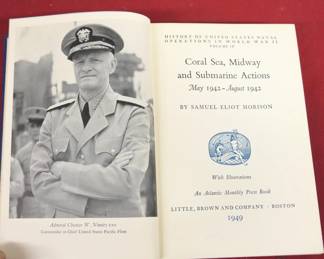 Admiral Chester W. Nimitz USN
Commander in Chief United States Pacific Fleet
HISTORY OF UNITED STATES NAVAL
OPERATIONS IN WORLD WAR II
VOLUME IV
Coral Sea, Midway
and Submarine Actions
May 1942–August 1942
BY SAMUEL ELIOT MORISON
With Illustrations
An Atlantic Monthly Press Book
LITTLE, BROWN AND COMPANY · BOSTON
1949